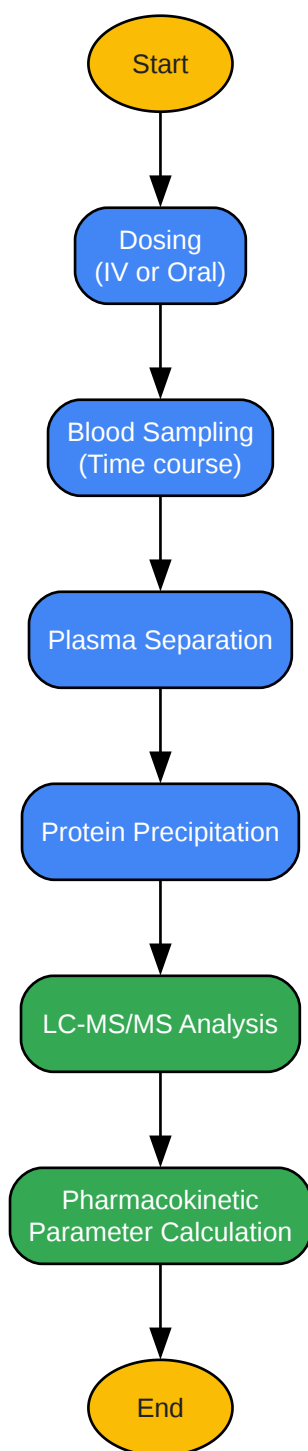 Start
Dosing
(IV or Oral)
Blood Sampling
(Time course)
Plasma Separation
Protein Precipitation
LC-MS/MS Analysis
Pharmacokinetic
Parameter Calculation
End